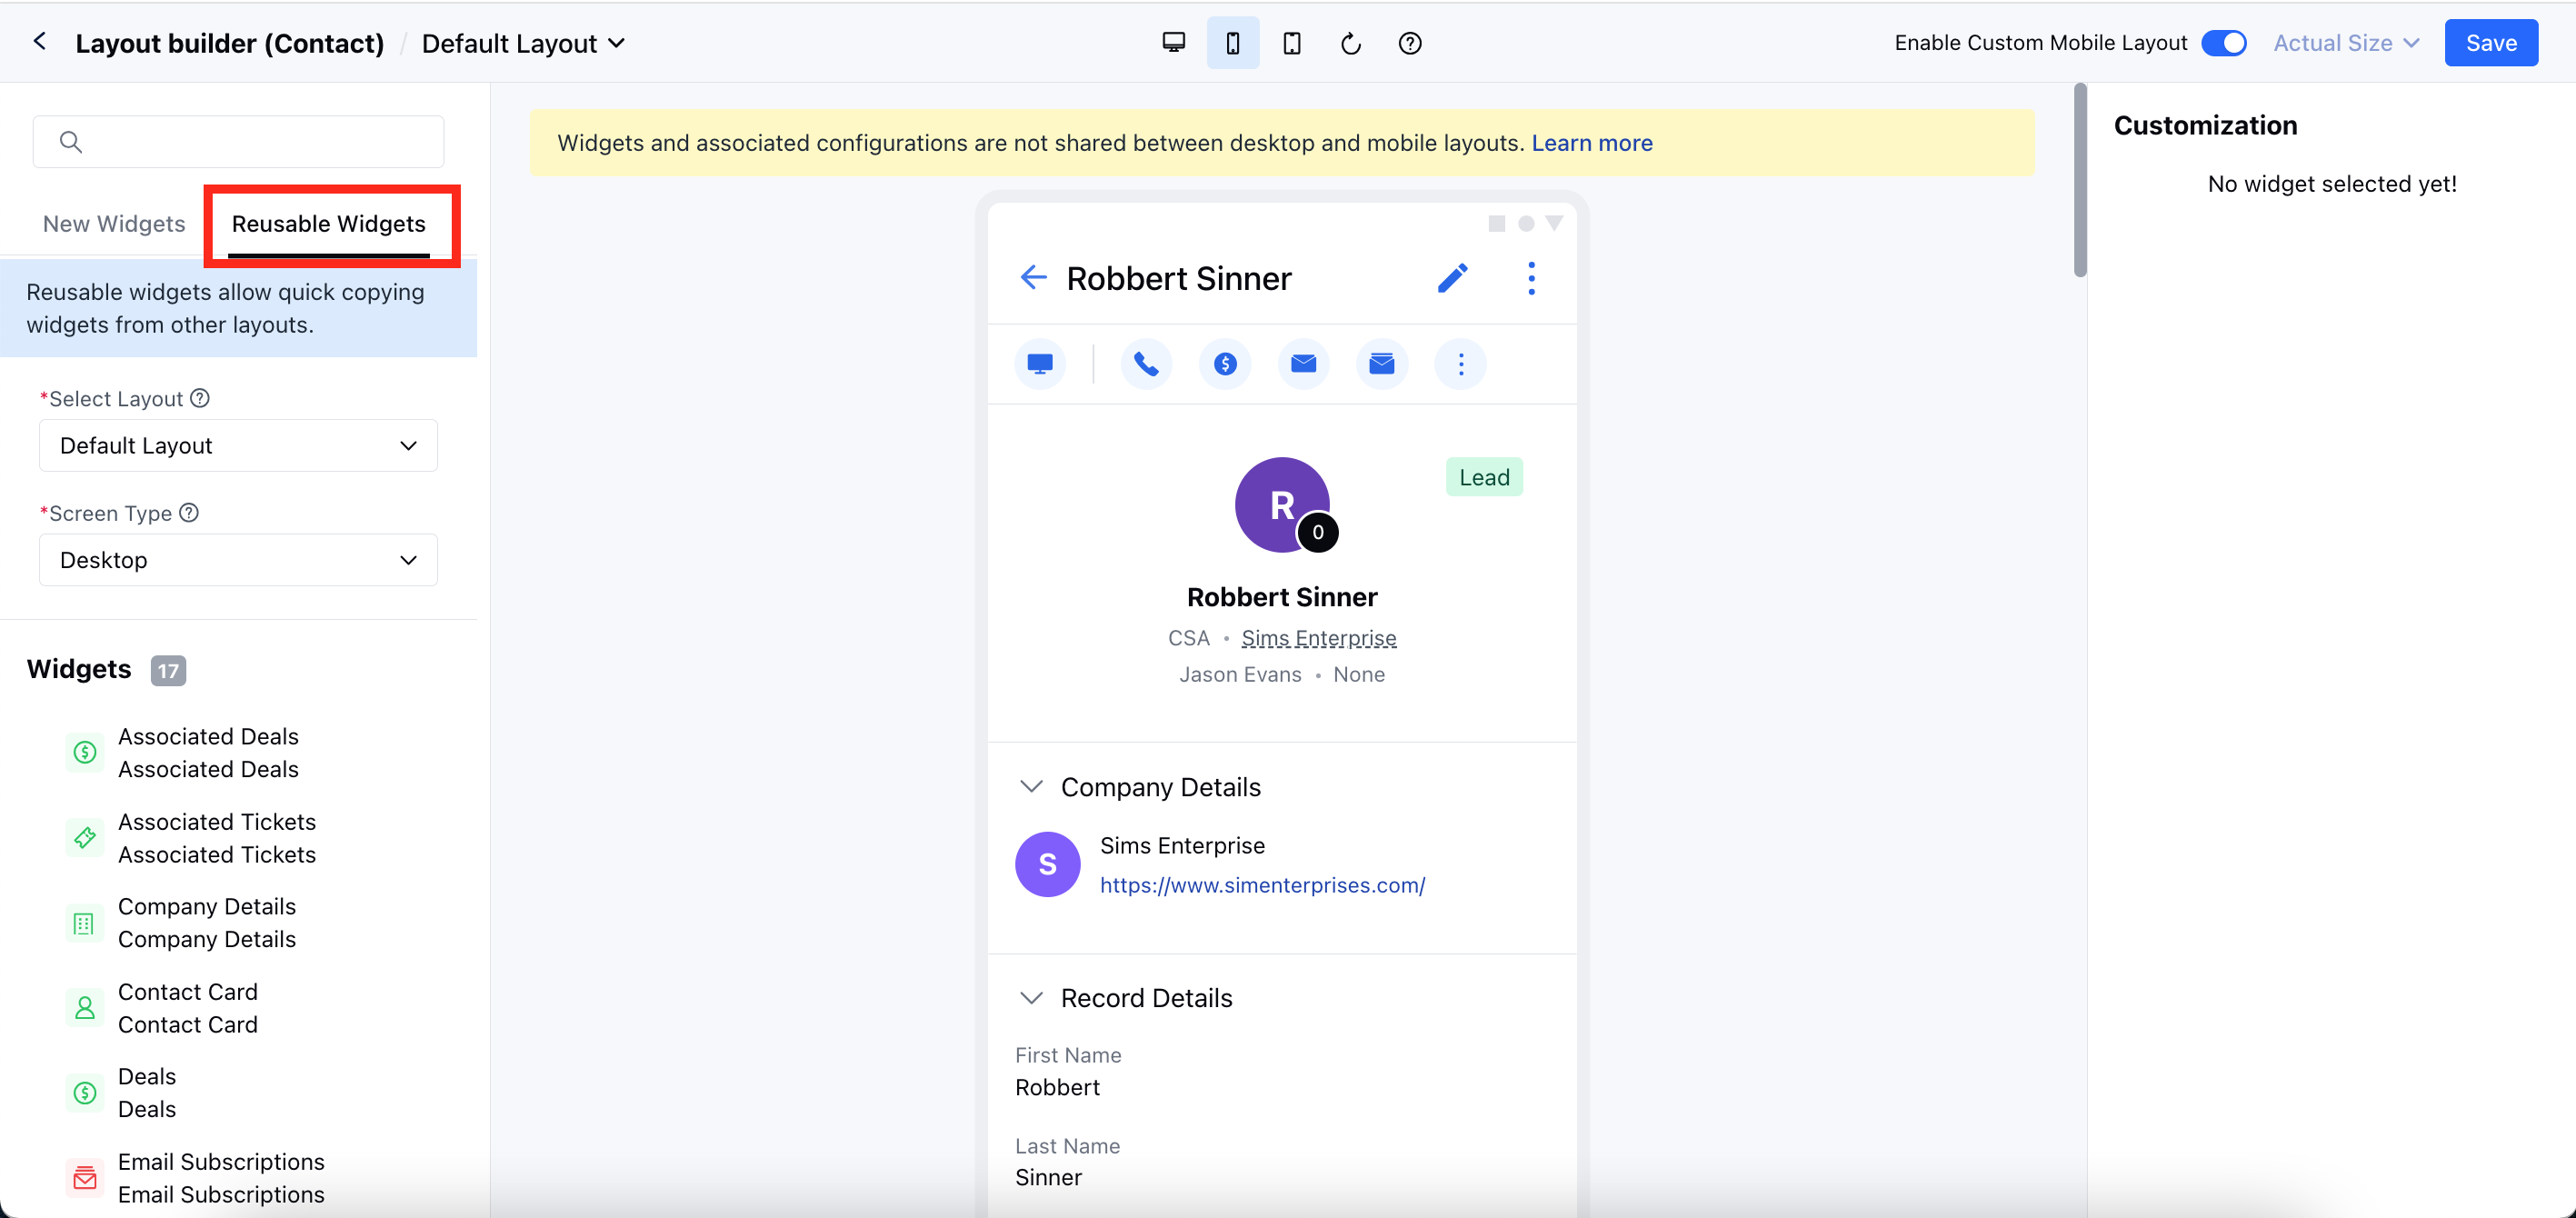 Layout builder (Contact) / Default Layout
Enable Custom Mobile Layout
Actual Size
Save
New Widgets
Reusable Widgets
Reusable widgets allow quick copying
widgets from other layouts.
*Select Layout
Default Layout
*Screen Type
Desktop
Widgets 17
Associated Deals
Associated Deals
Associated Tickets
Associated Tickets
Company Details
Company Details
Contact Card
Contact Card
Deals
Deals
Email Subscriptions
Email Subscriptions
Widgets and associated configurations are not shared between desktop and mobile layouts. Learn more
Robbert Sinner
Lead
R
0
Robbert Sinner
CSA • Sims Enterprise
Jason Evans • None
Company Details
S
Sims Enterprise
https://www.simenterprises.com/
Record Details
First Name
Robbert
Last Name
Sinner
Customization
No widget selected yet!